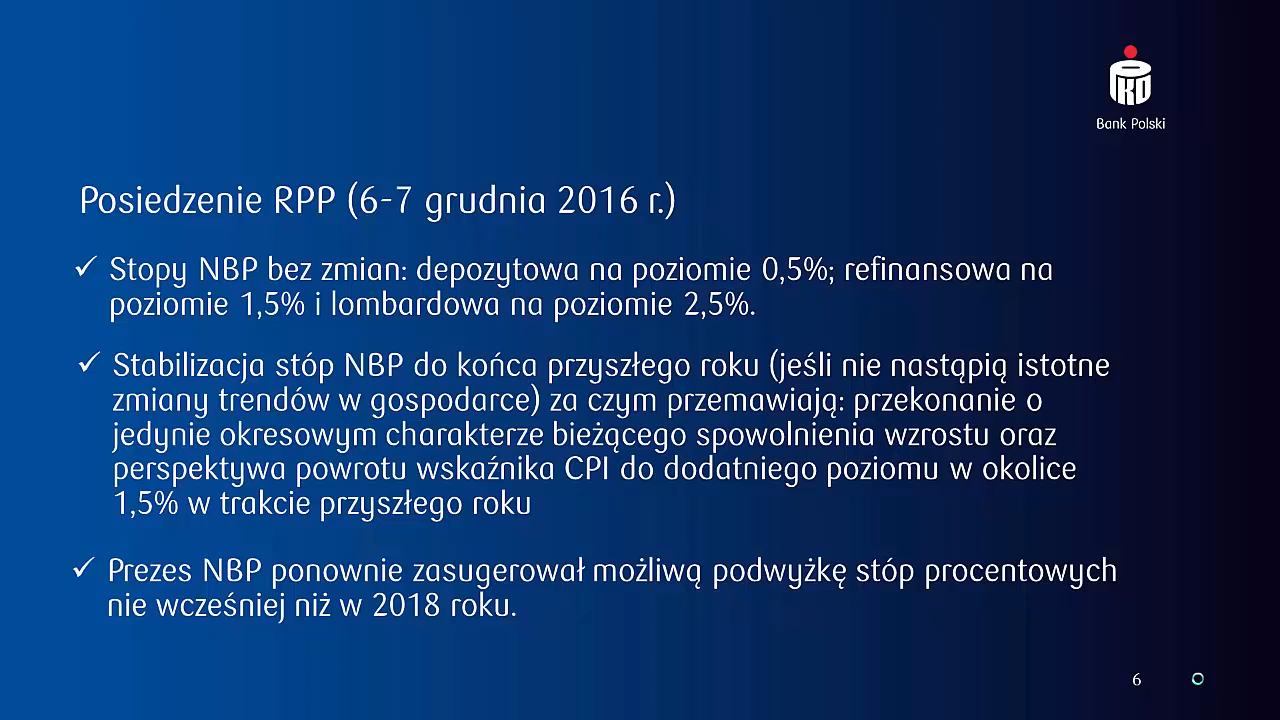 PKO
Bank Polski
Posiedzenie RPP (6-7 grudnia 2016 r.)
✓ Stopy NBP bez zmian: depozytowa na poziomie 0,5%; refinansowa na
poziomie 1,5% i lombardowa na poziomie 2,5%.
✓ Stabilizacja stóp NBP do końca przyszłego roku (jeśli nie nastąpią istotne
zmiany trendów w gospodarce) za czym przemawiają: przekonanie o
jedynie okresowym charakterze bieżącego spowolnienia wzrostu oraz
perspektywa powrotu wskaźnika CPI do dodatniego poziomu w okolice
1,5% w trakcie przyszłego roku
✓ Prezes NBP ponownie zasugerował możliwą podwyżkę stóp procentowych
nie wcześniej niż w 2018 roku.
6